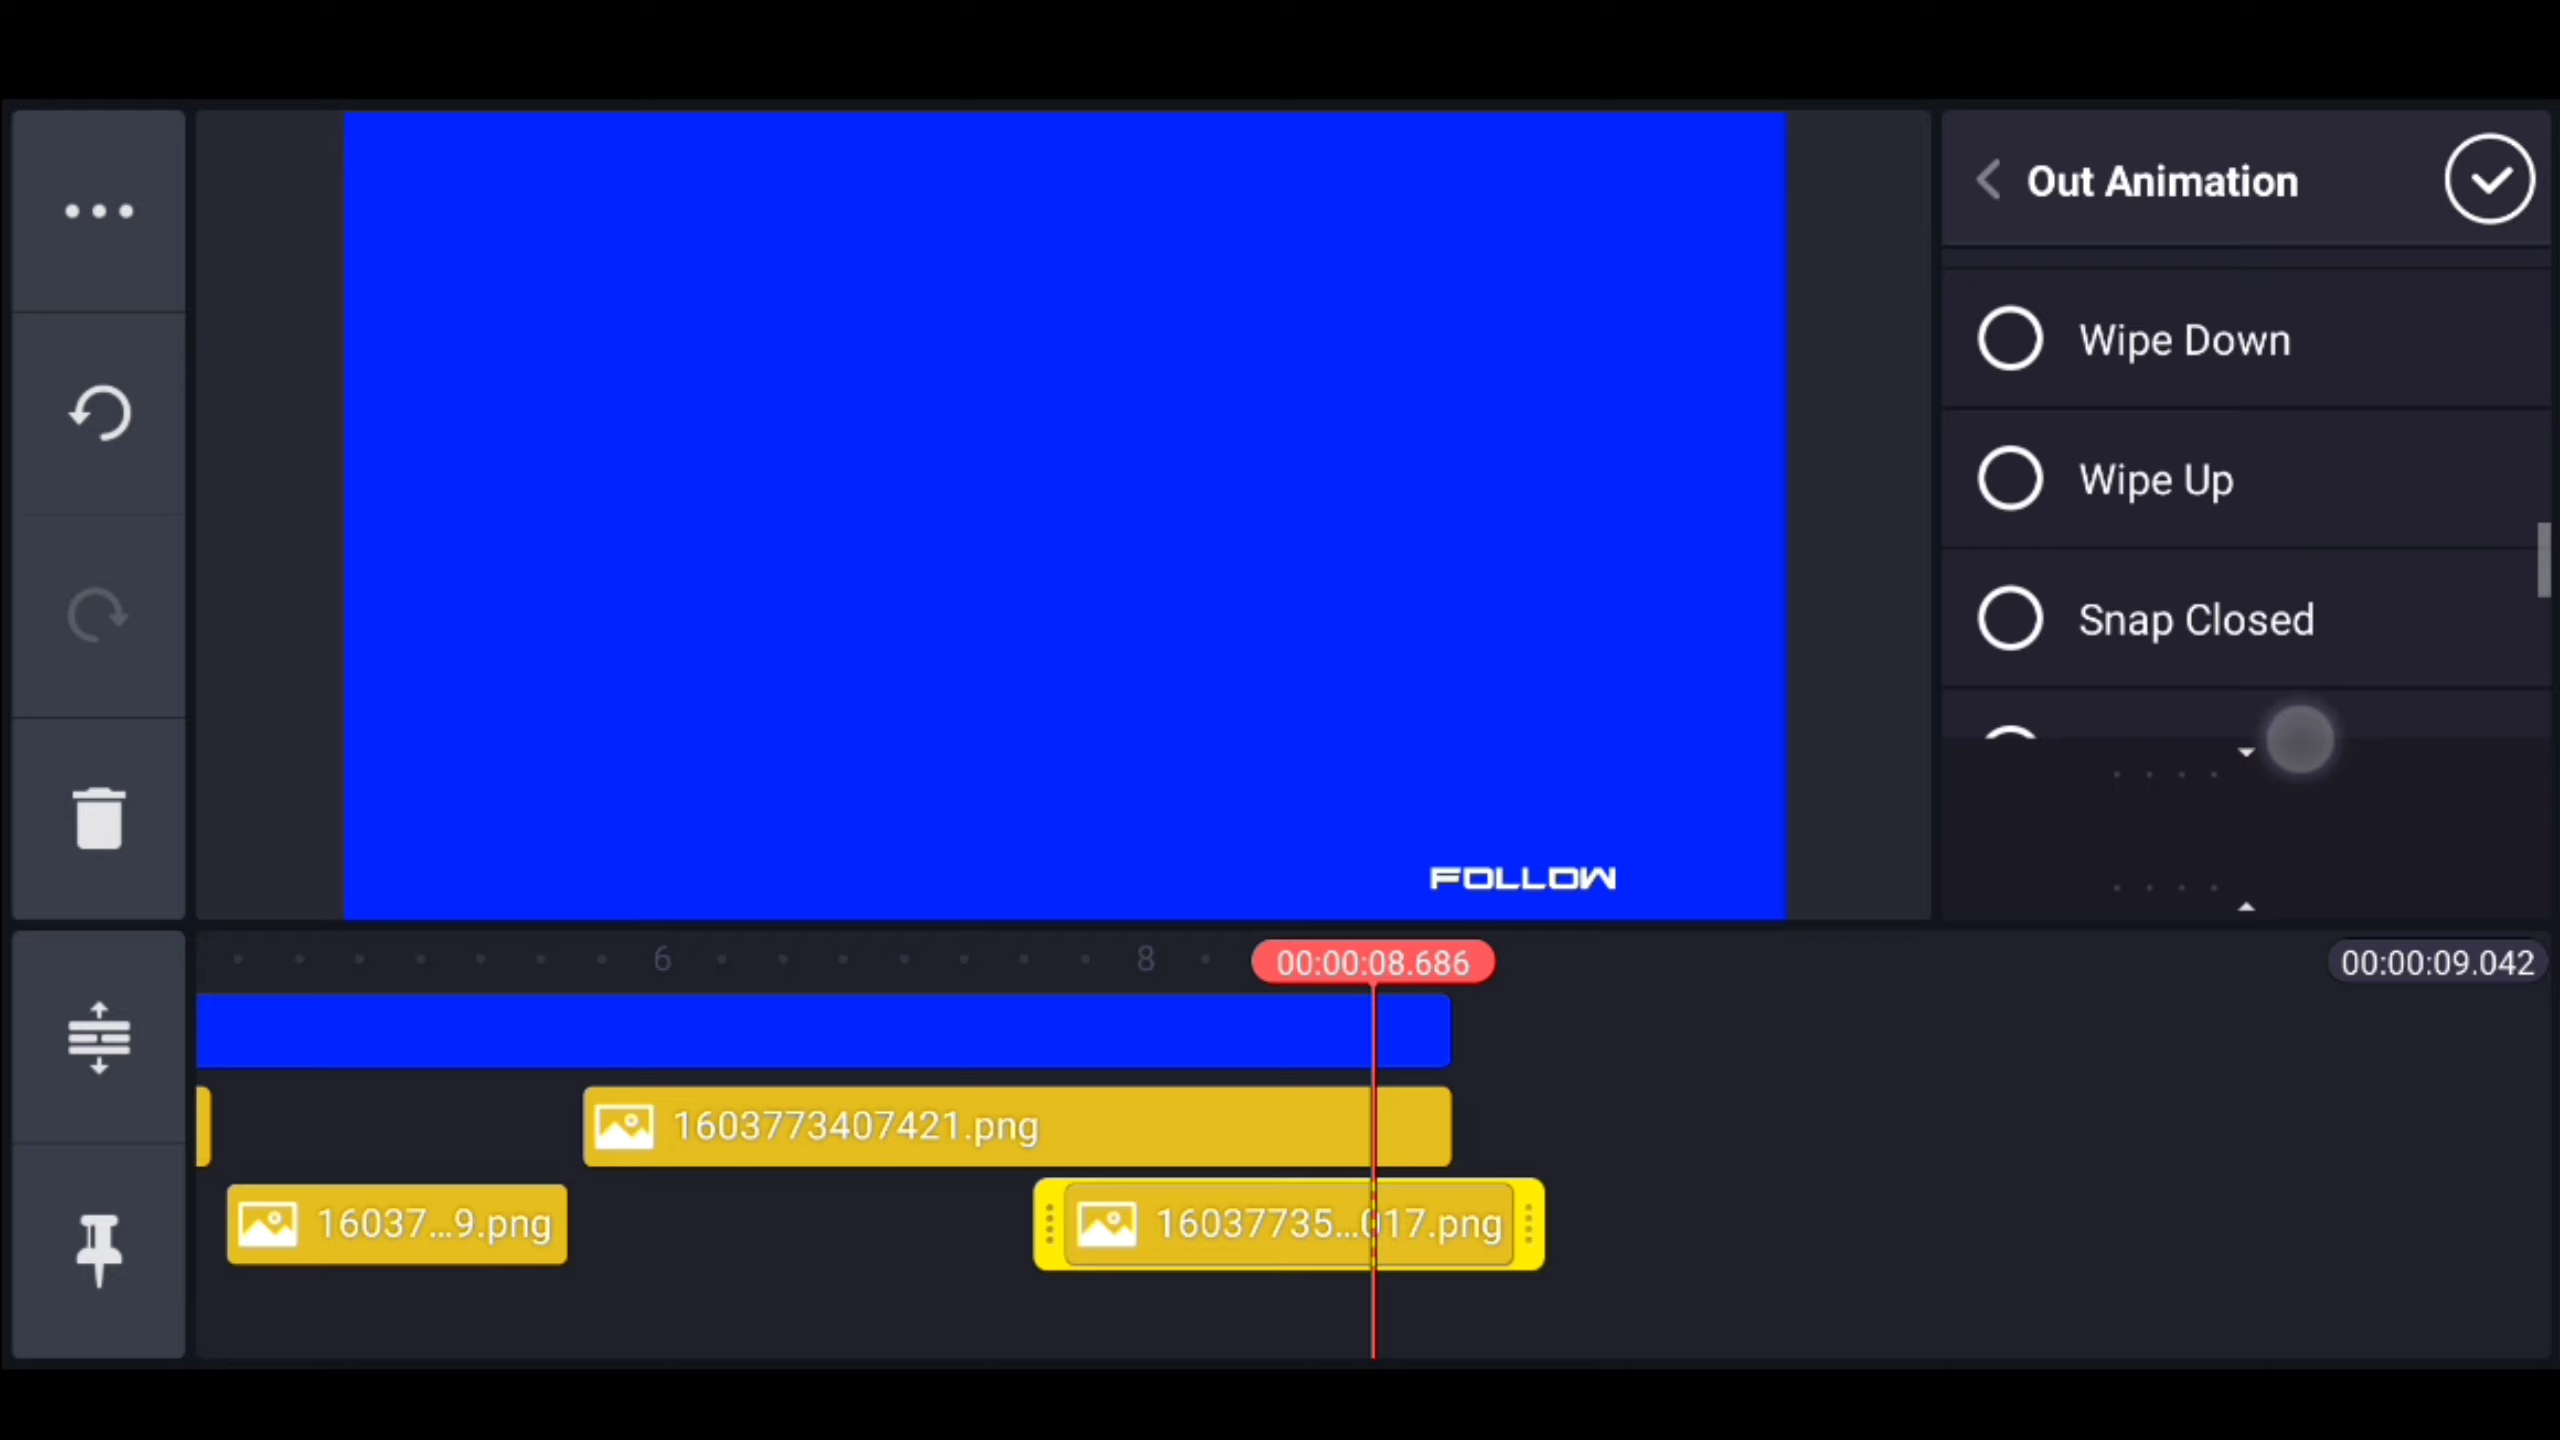 Out Animation
Wipe Down
Wipe Up
Snap Closed
FOLLOW
6
8
00:00:08.686
00:00:09.042
1603773407421.png
16037...9.png
16037735...017.png